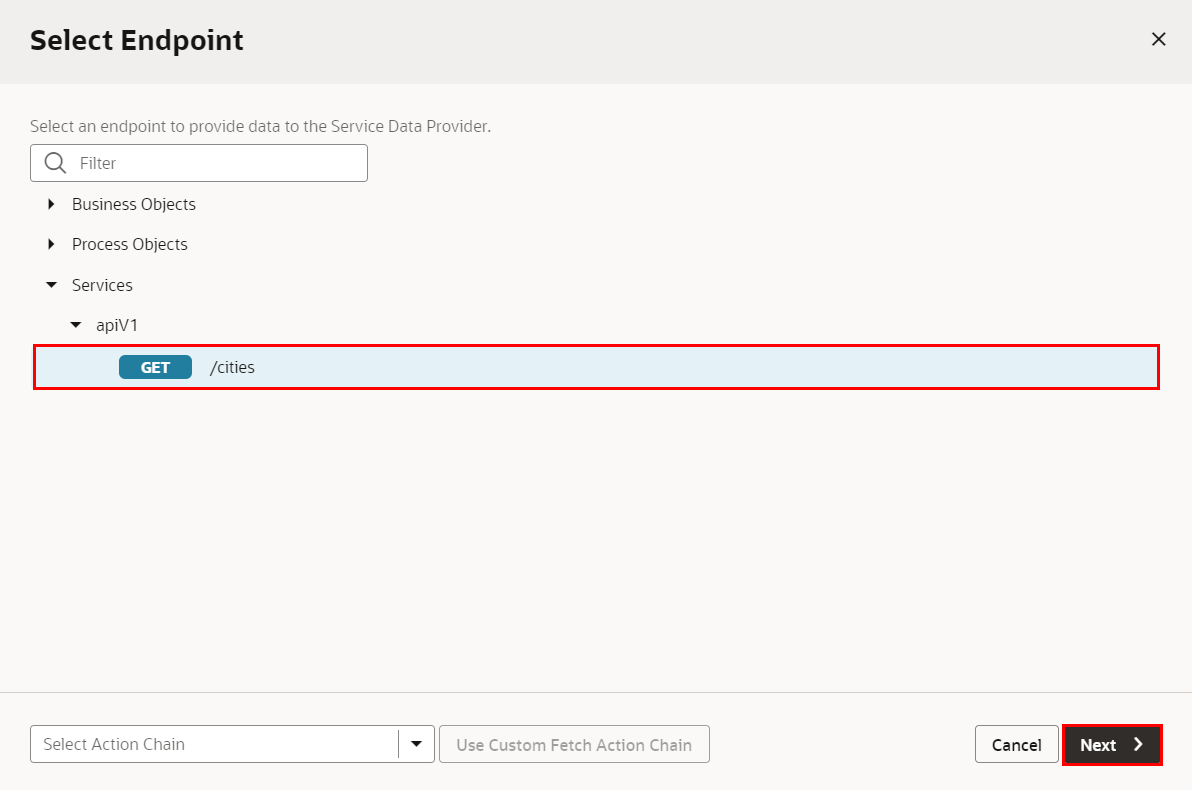 Select Endpoint
Select an endpoint to provide data to the Service Data Provider.
Filter
Business Objects
Process Objects
Services
apiV1
GET /cities
Select Action Chain Use Custom Fetch Action Chain Cancel Next